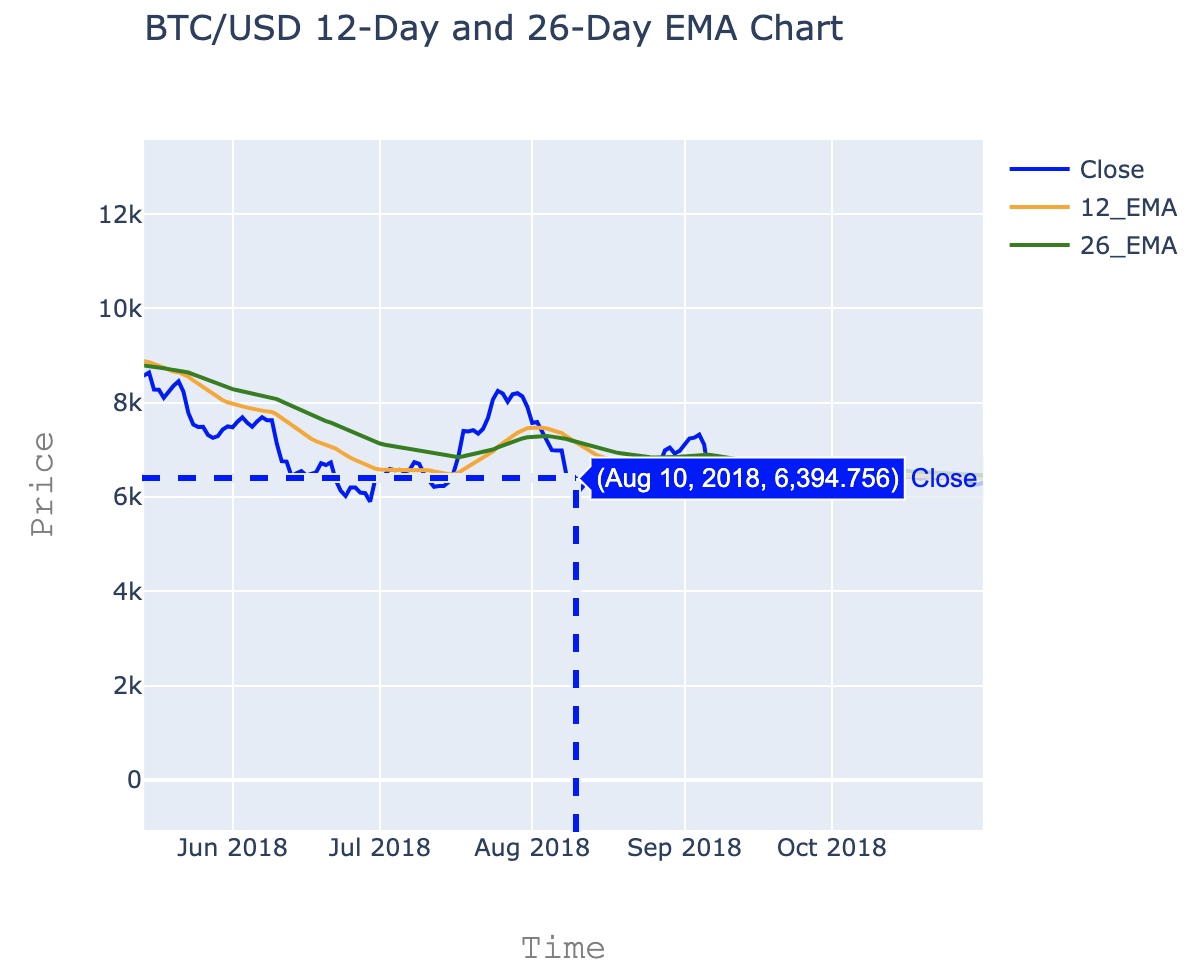 BTC/USD 12-Day and 26-Day EMA Chart
Close
12_EMA
26_EMA
12k
10k
8k
6k
4k
2k
0
(Aug 10, 2018, 6,394.756) Close
Jun 2018 Jul 2018 Aug 2018 Sep 2018 Oct 2018
Price
Time